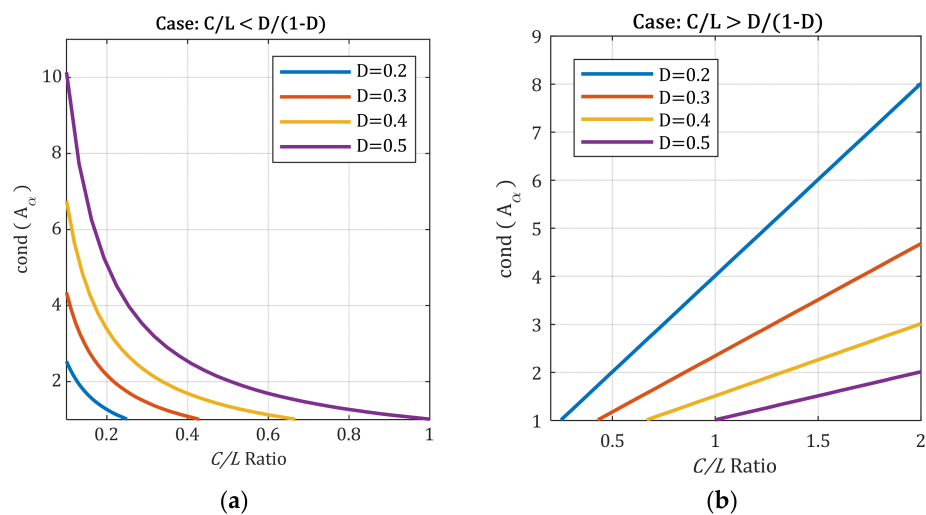 Case: C/L < D/(1-D)
cond ( A α )
10
8
6
4
2
D=0.2
D=0.3
D=0.4
D=0.5
0.2
0.4
0.6
0.8
1
C/L Ratio
(a)
Case: C/L > D/(1-D)
cond ( A α )
9
8
7
6
5
4
3
2
1
D=0.2
D=0.3
D=0.4
D=0.5
0.5
1
1.5
2
C/L Ratio
(b)